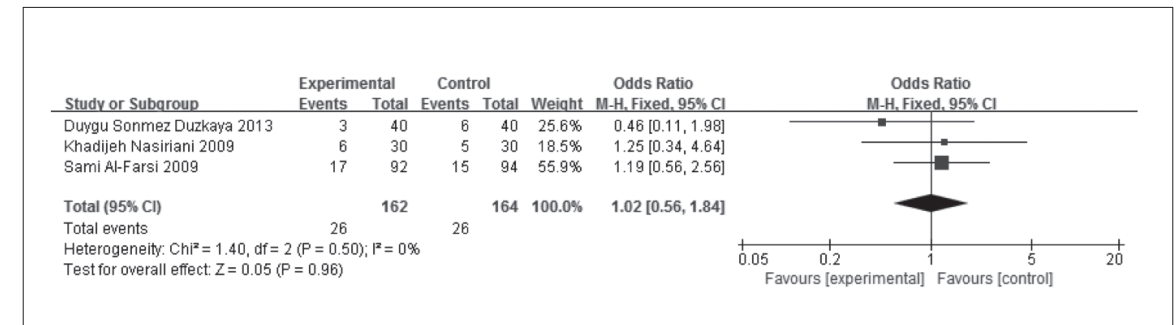 Experimental Control Odds Ratio Odds Ratio
Study or Subgroup Events Total Events Total Weight M-H, Fixed, 95% CI M-H, Fixed, 95% CI
Duygu Sonmez Duzkaya 2013 3 40 6 40 25.6% 0.46 [0.11, 1.98]
Khadijeh Nasiriani 2009 6 30 5 30 18.5% 1.25 [0.34, 4.64]
Sami Al-Farsi 2009 17 92 15 94 55.9% 1.19 [0.56, 2.56]
Total (95% CI) 162 164 100.0% 1.02 [0.56, 1.84]
Total events 26 26
Heterogeneity: Chi² = 1.40, df = 2 (P = 0.50); I² = 0%
Test for overall effect: Z = 0.05 (P = 0.96)
0.05 0.2 1 5 20
Favours [experimental] Favours [control]